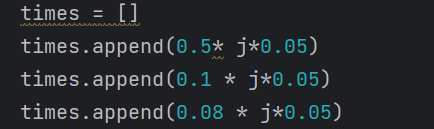 times = []
times.append(0.5* j*0.05)
times.append(0.1 * j*0.05)
times.append(0.08 * j*0.05)